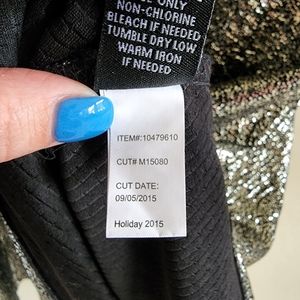 ONLY
NON-CHLORINE
BLEACH IF NEEDED
TUMBLE DRY LOW
WARM IRON
IF NEEDED
ITEM#:10479610
CUT# M15080
CUT DATE:
09/05/2015
Holiday 2015